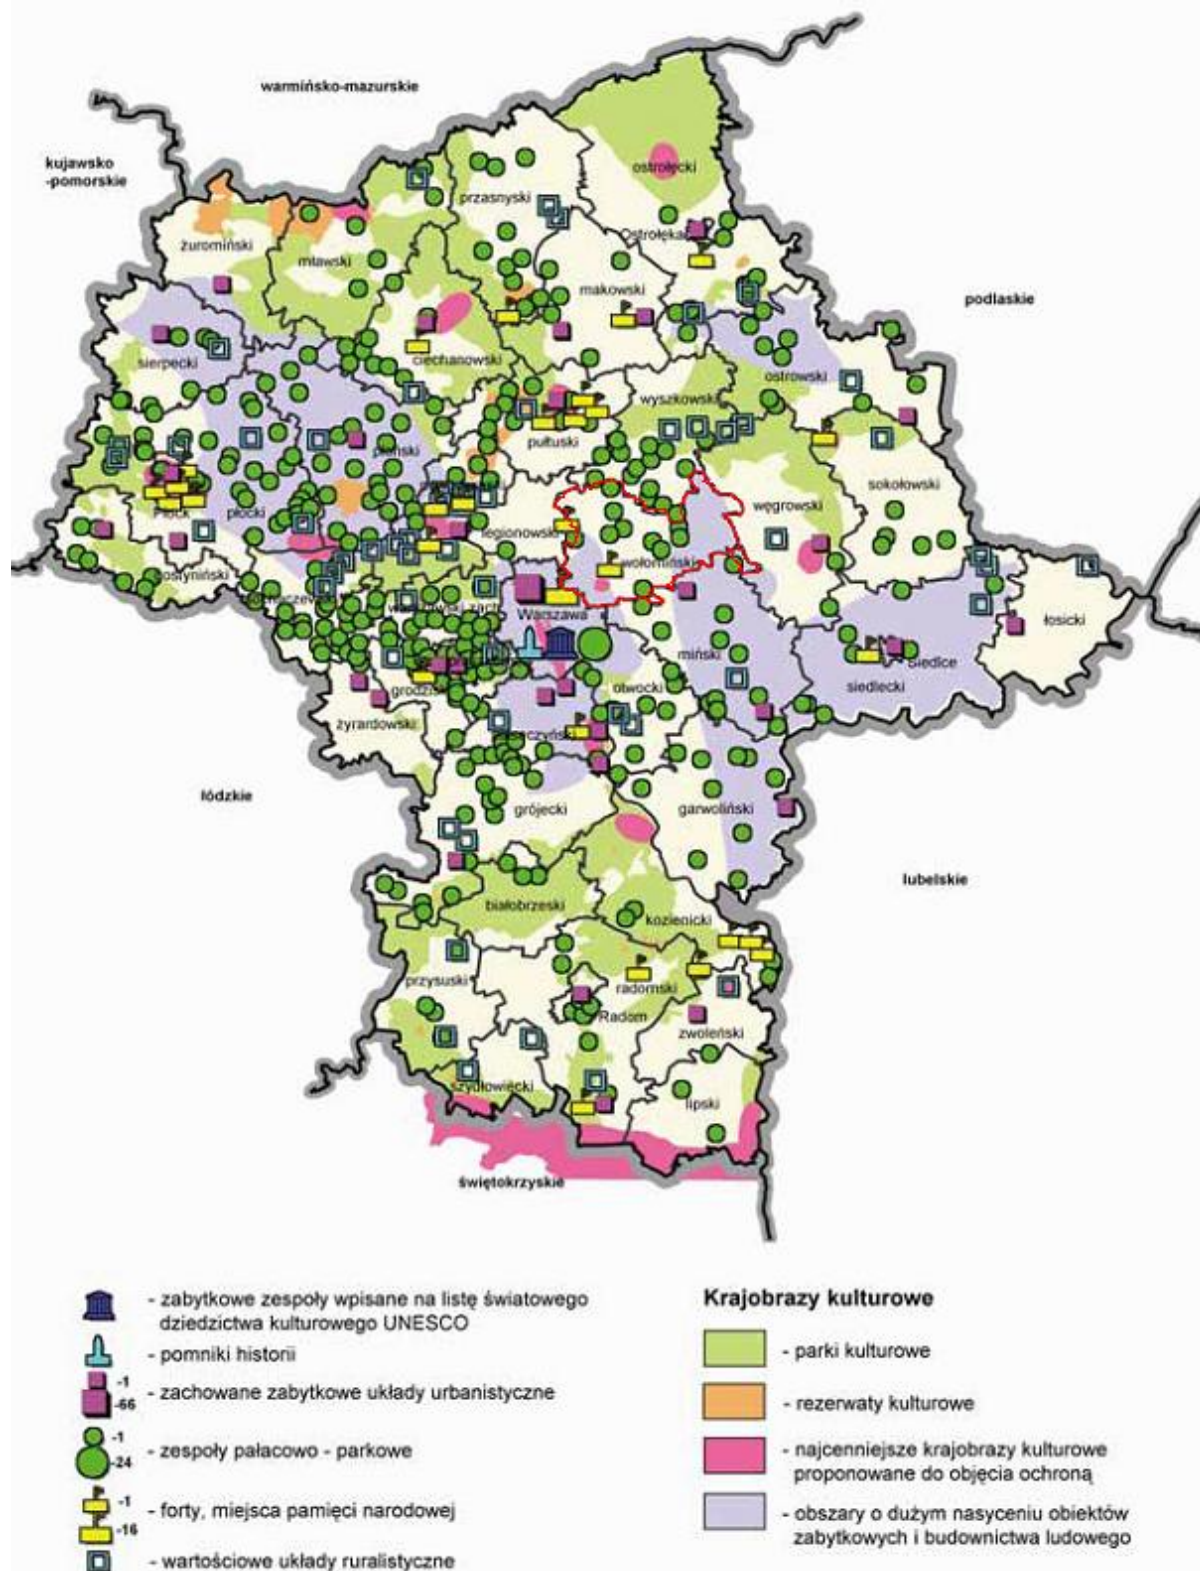 warmińsko-mazurskie
kujawsko
-pomorskie
ostrołęcki
przasnyski
Ostrołęka
żuromiński
mławski
makowski
podlaskie
sierpecki
ciechanowski
ostrowski
wyszkowski
pułtuski
płoński
węgrowski
sokołowski
Płock
płocki
legionowski
wołomiński
gostyniński
Warszawa
łosicki
miński
Siedlce
siedlecki
otwocki
żyrardowski
łódzkie
grójecki
garwoliński
lubelskie
białobrzeski
kozienicki
przysuski
radomski
Radom
zwoleński
szydłowiecki
lipski
świętokrzyskie
- zabytkowe zespoły wpisane na listę światowego
dziedzictwa kulturowego UNESCO
- pomniki historii
-1
-66
- zachowane zabytkowe układy urbanistyczne
-1
-24
- zespoły pałacowo - parkowe
-1
-16
- forty, miejsca pamięci narodowej
- wartościowe układy ruralistyczne
Krajobrazy kulturowe
- parki kulturowe
- rezerwaty kulturowe
- najcenniejsze krajobrazy kulturowe
proponowane do objęcia ochroną
- obszary o dużym nasyceniu obiektów
zabytkowych i budownictwa ludowego